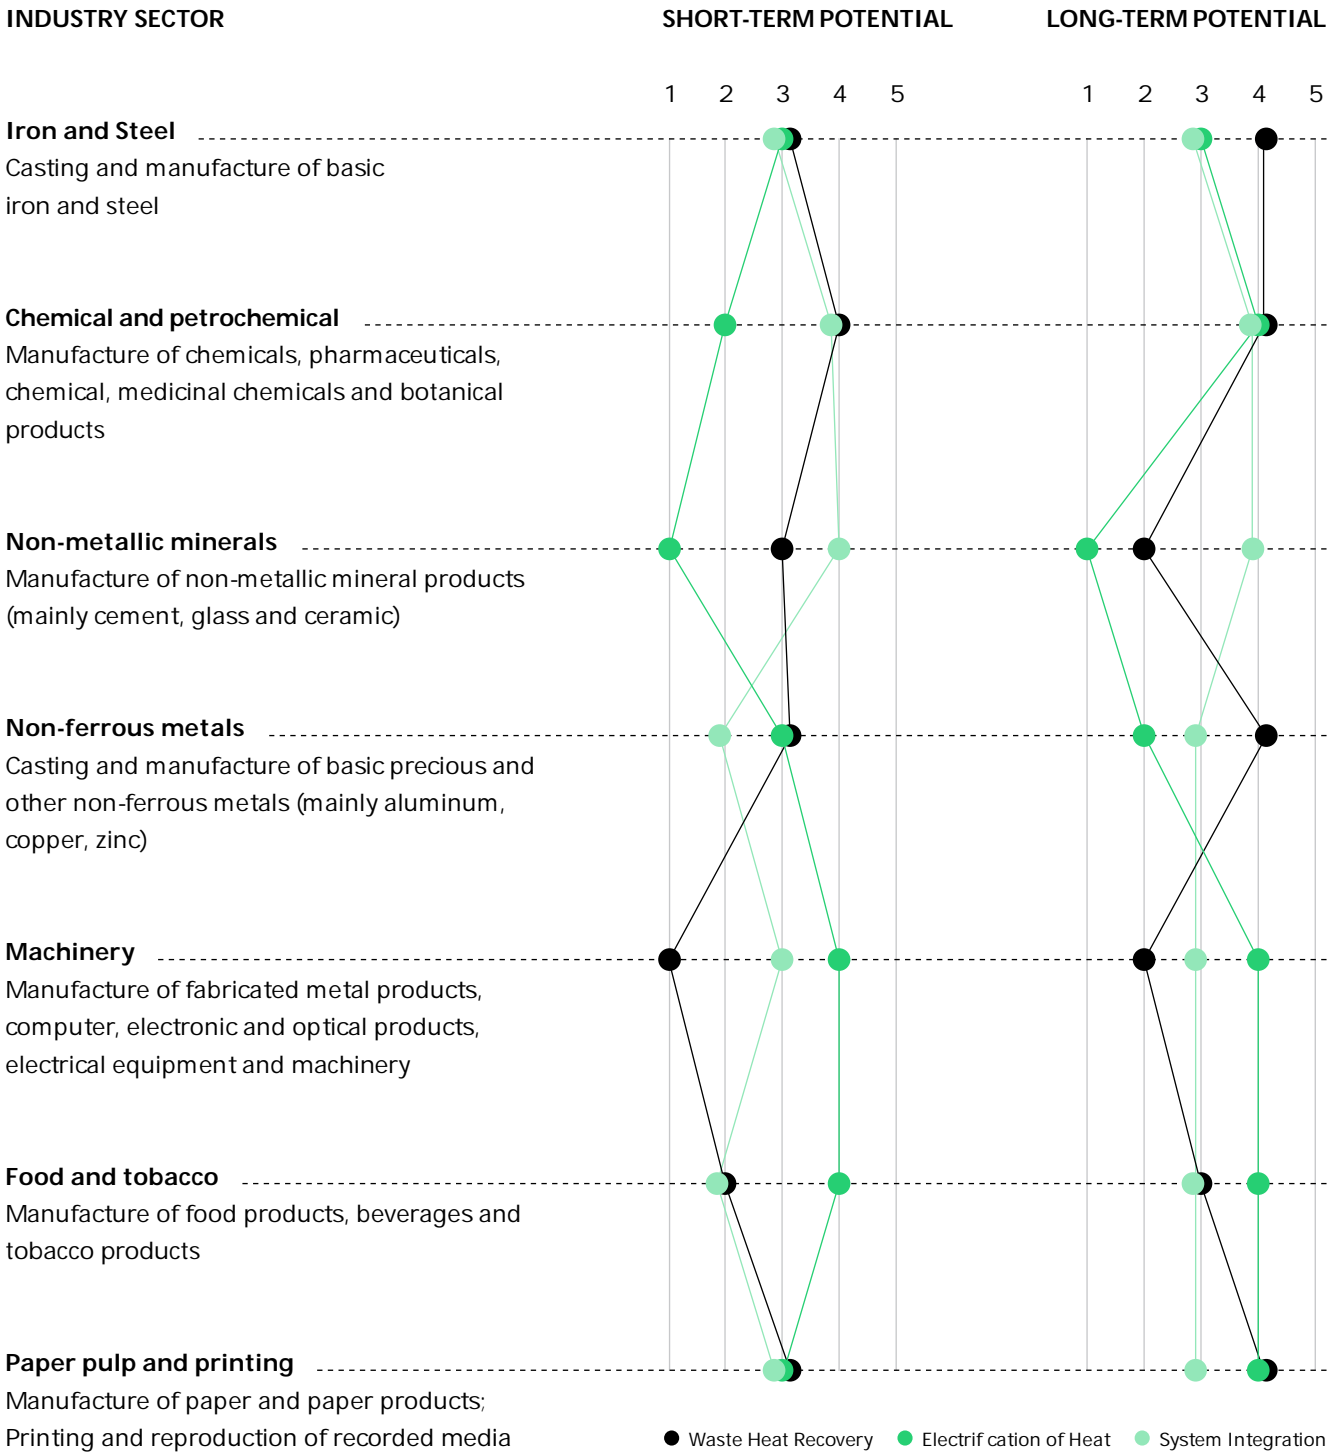 INDUSTRY SECTOR SHORT-TERM POTENTIAL LONG-TERM POTENTIAL
1 2 3 4 5 1 2 3 4 5
Iron and Steel
Casting and manufacture of basic
iron and steel
Chemical and petrochemical
Manufacture of chemicals, pharmaceuticals,
chemical, medicinal chemicals and botanical
products
Non-metallic minerals
Manufacture of non-metallic mineral products
(mainly cement, glass and ceramic)
Non-ferrous metals
Casting and manufacture of basic precious and
other non-ferrous metals (mainly aluminum,
copper, zinc)
Machinery
Manufacture of fabricated metal products,
computer, electronic and optical products,
electrical equipment and machinery
Food and tobacco
Manufacture of food products, beverages and
tobacco products
Paper pulp and printing
Manufacture of paper and paper products;
Printing and reproduction of recorded media
Waste Heat Recovery Electrif cation of Heat System Integration